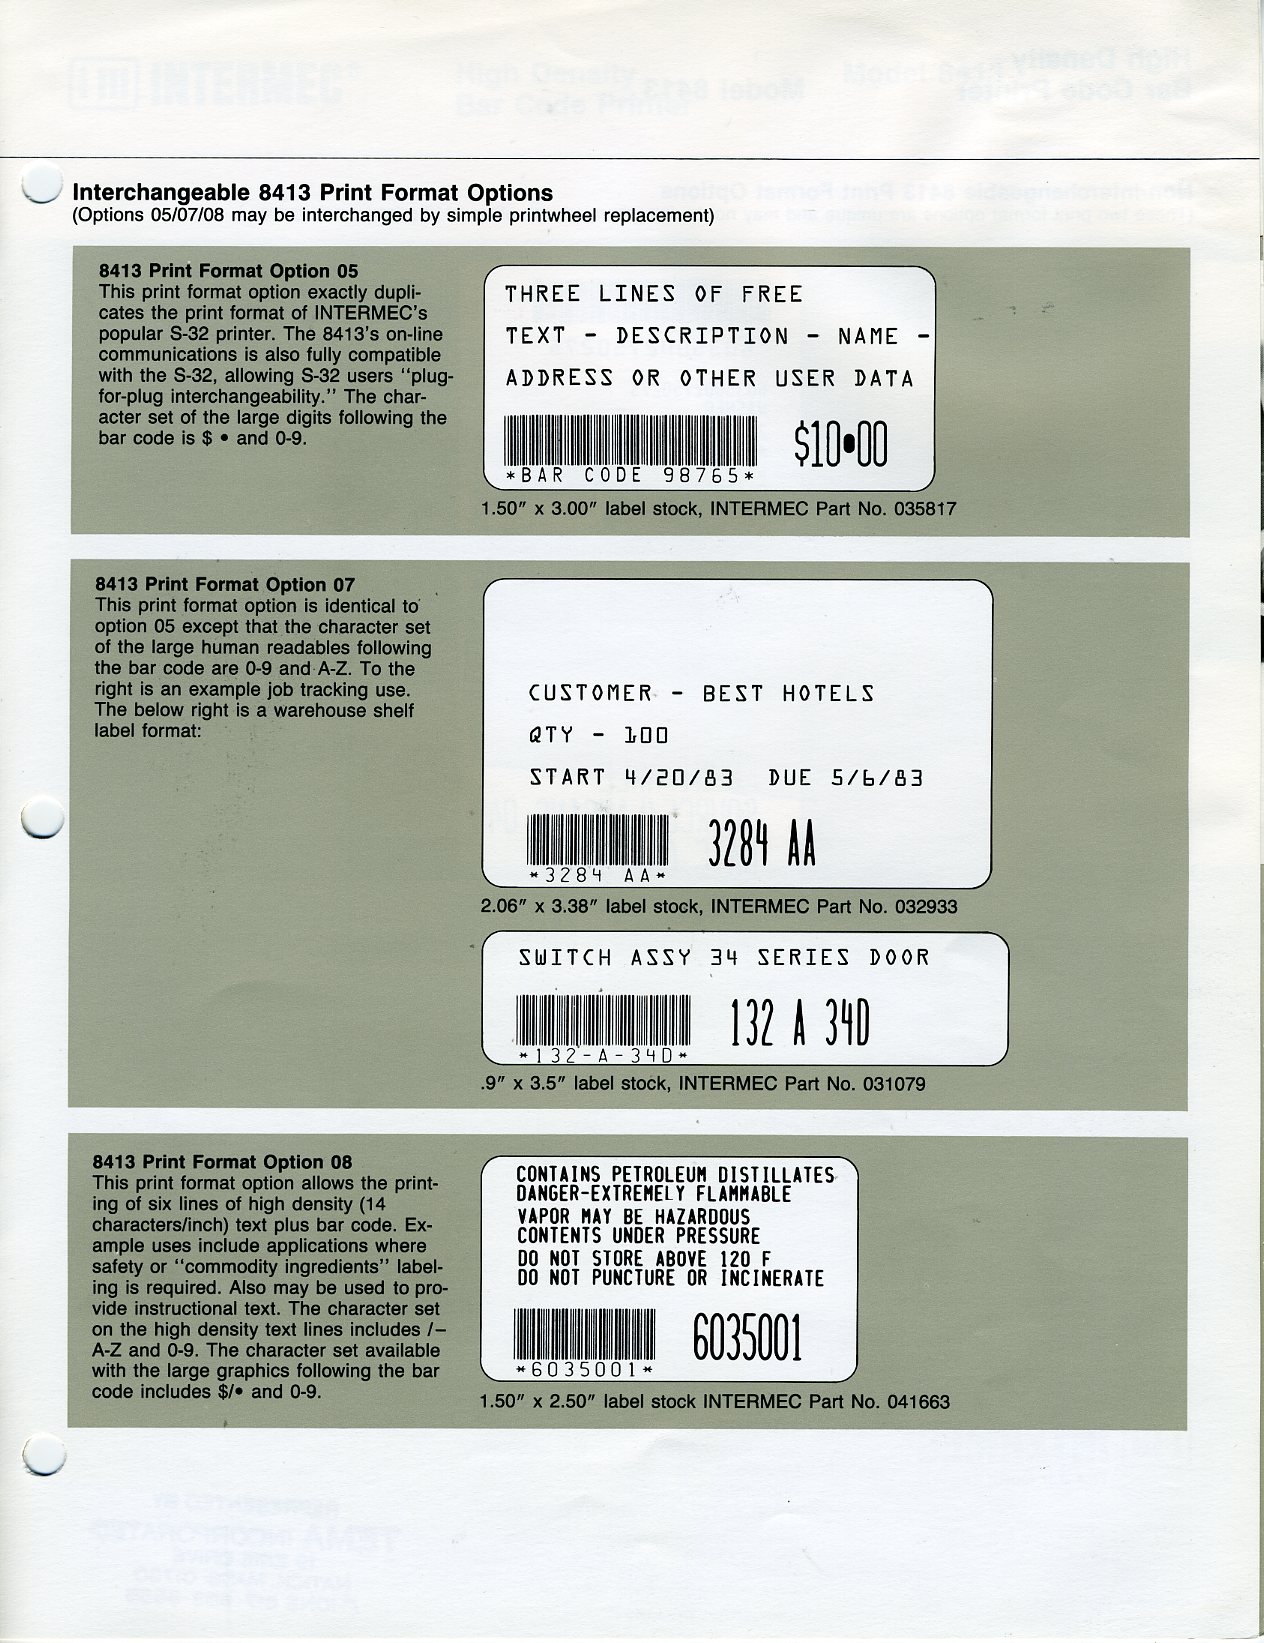 Interchangeable 8413 Print Format Options
(Options 05/07/08 may be interchanged by simple printwheel replacement)
8413 Print Format Option 05
This print format option exactly dupli-
cates the print format of INTERMEC's
popular S-32 printer. The 8413's on-line
communications is also fully compatible
with the S-32, allowing S-32 users "plug-
for-plug interchangeability." The char-
acter set of the large digits following the
bar code is $ • and 0-9.
THREE LINES OF FREE
TEXT - DESCRIPTION - NAME -
ADDRESS OR OTHER USER DATA
$10•00
*BAR CODE 98765*
1.50" x 3.00" label stock, INTERMEC Part No. 035817
8413 Print Format Option 07
This print format option is identical to
option 05 except that the character set
of the large human readables following
the bar code are 0-9 and A-Z. To the
right is an example job tracking use.
The below right is a warehouse shelf
label format:
CUSTOMER - BEST HOTELS
QTY - 100
START 4/20/83 DUE 5/6/83
3284 AA
*3284 AA*
2.06" x 3.38" label stock, INTERMEC Part No. 032933
SWITCH ASSY 34 SERIES DOOR
132 A 34D
*132-A-34D*
.9" x 3.5" label stock, INTERMEC Part No. 031079
8413 Print Format Option 08
This print format option allows the print-
ing of six lines of high density (14
characters/inch) text plus bar code. Ex-
ample uses include applications where
safety or "commodity ingredients" label-
ing is required. Also may be used to pro-
vide instructional text. The character set
on the high density text lines includes /–
A-Z and 0-9. The character set available
with the large graphics following the bar
code includes $/• and 0-9.
CONTAINS PETROLEUM DISTILLATES
DANGER-EXTREMELY FLAMMABLE
VAPOR MAY BE HAZARDOUS
CONTENTS UNDER PRESSURE
DO NOT STORE ABOVE 120 F
DO NOT PUNCTURE OR INCINERATE
6035001
*6035001*
1.50" x 2.50" label stock INTERMEC Part No. 041663